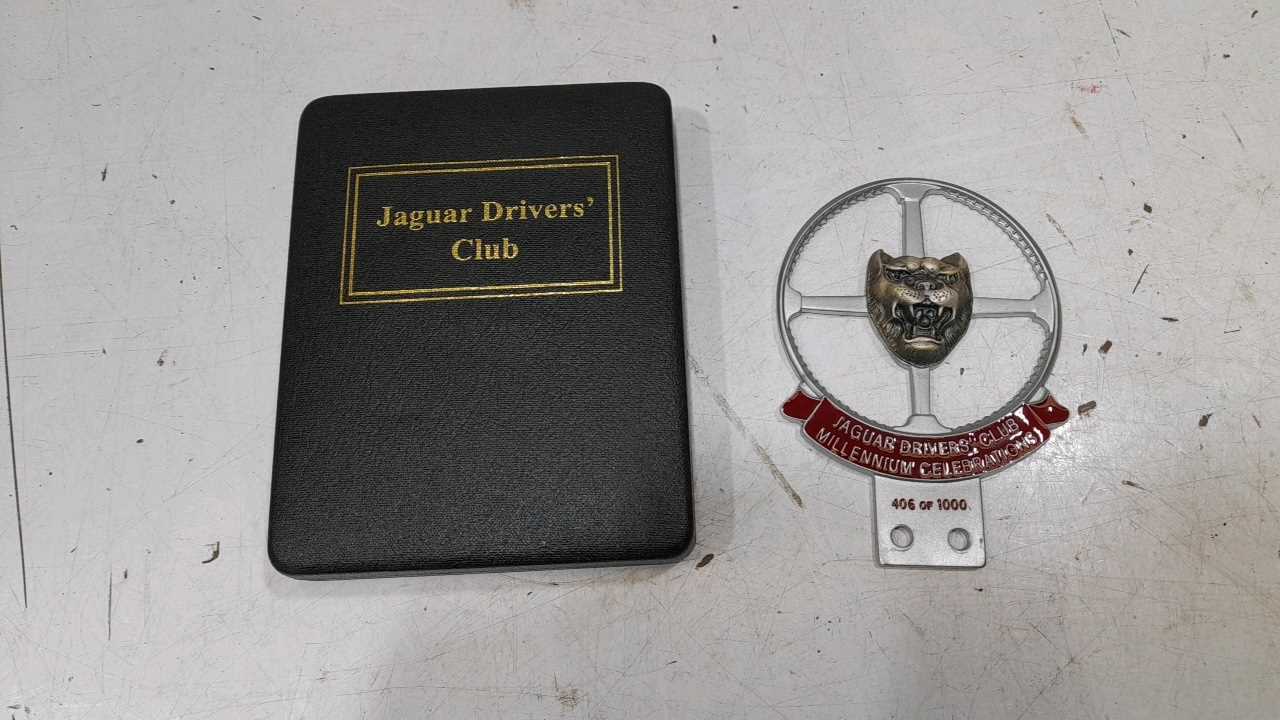 Jaguar Drivers’
Club
JAGUAR DRIVERS' CLUB
MILLENNIUM CELEBRATIONS
406 OF 1000